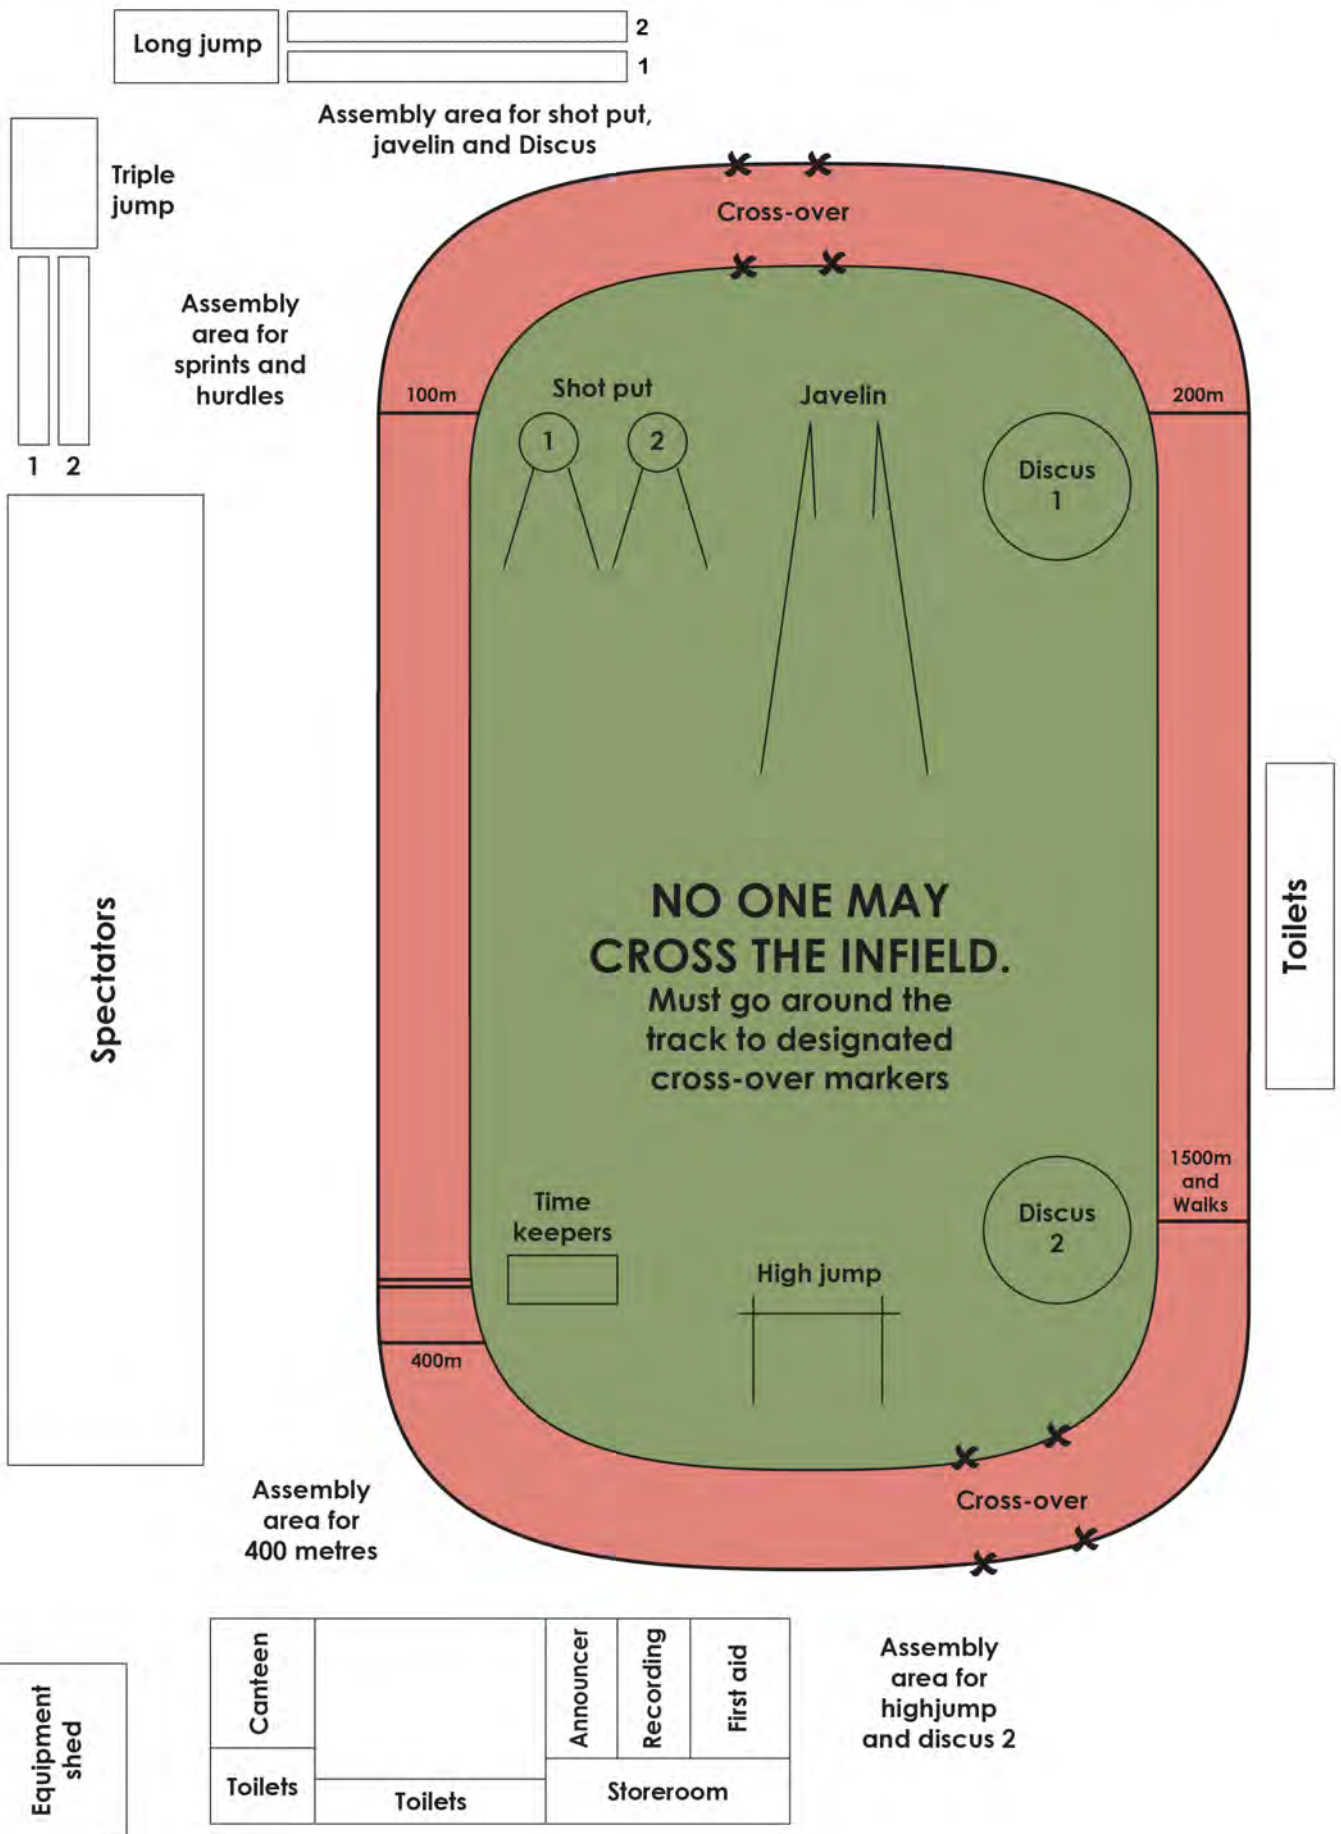 Long jump
2
1
Assembly area for shot put,
javelin and Discus
Triple
jump
Cross-over
Assembly
area for
sprints and
hurdles
1 2
100m
Shot put
1
2
Javelin
200m
Discus
1
Spectators
NO ONE MAY
CROSS THE INFIELD.
Must go around the
track to designated
cross-over markers
Toilets
1500m
and
Walks
Time
keepers
High jump
Discus
2
400m
Cross-over
Assembly
area for
400 metres
Equipment
shed
Canteen
Toilets
Toilets
Announcer
Recording
First aid
Storeroom
Assembly
area for
highjump
and discus 2